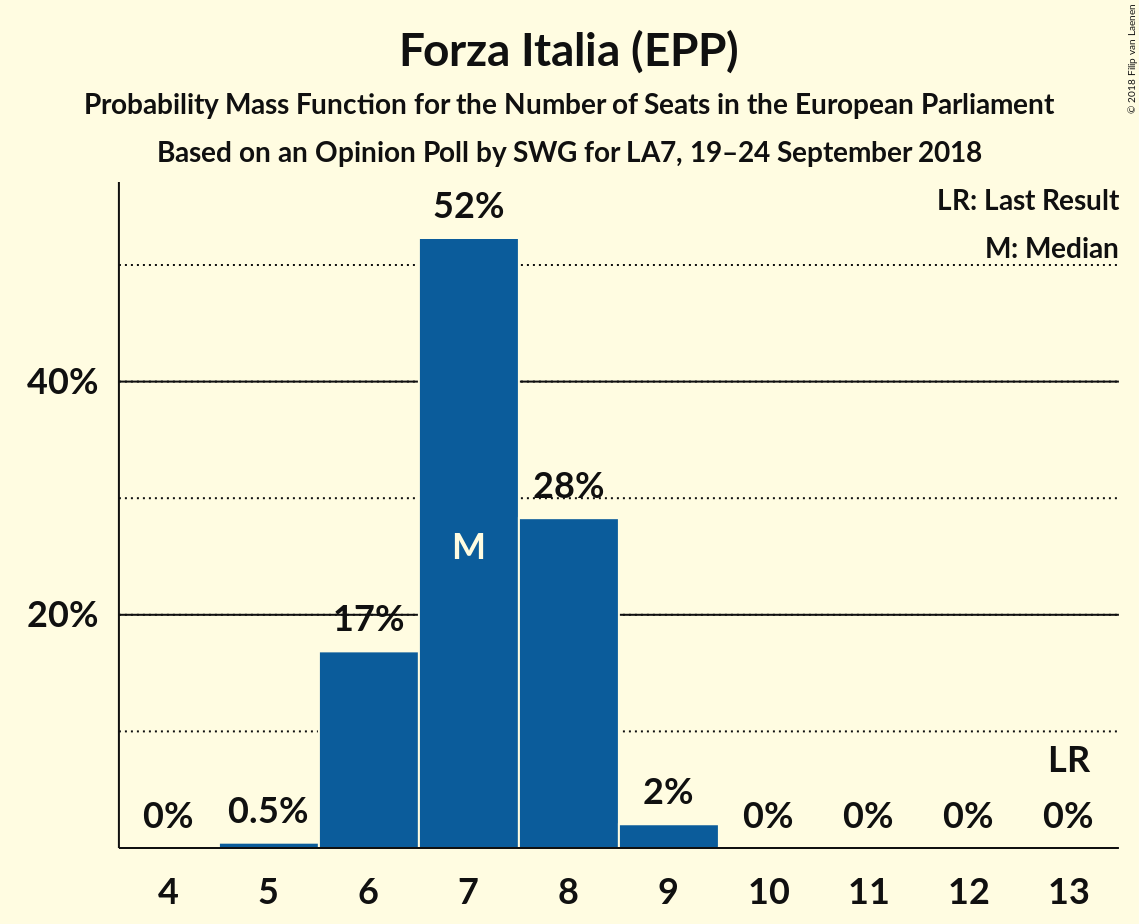 Forza Italia (EPP)
Probability Mass Function for the Number of Seats in the European Parliament
Based on an Opinion Poll by SWG for LA7, 19–24 September 2018
© 2018 Filip van Laenen
LR: Last Result
M: Median
52%
40%
28%
M
20%
17%
LR
0%
0.5%
2%
0%
0%
0%
0%
4 5 6 7 8 9 10 11 12 13